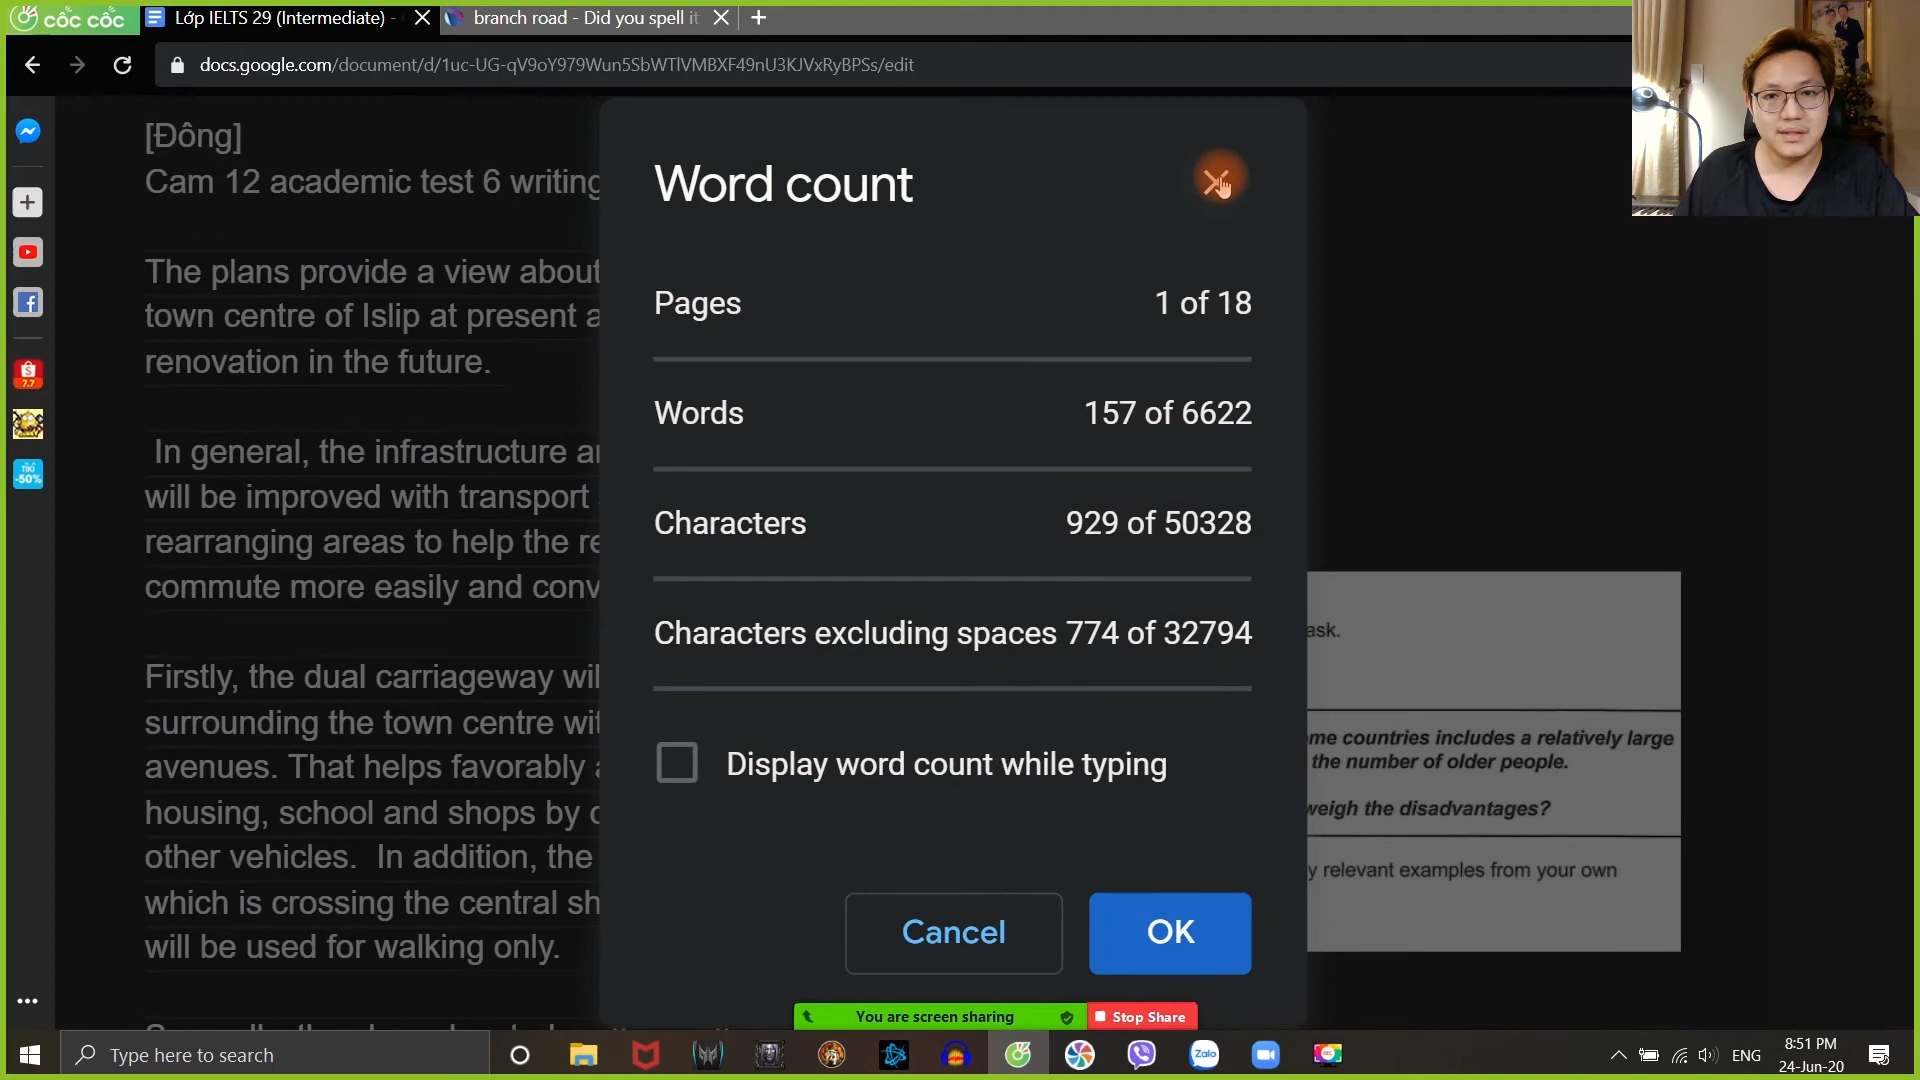 cốc cốc
Lớp IELTS 29 (Intermediate) -
branch road - Did you spell it
docs.google.com/document/d/1uc-UG-qV9oY979Wun5SbWTlVMBXF49nU3KJVxRyBPSs/edit
[Đông]
Cam 12 academic test 6 writing
The plans provide a view about
town centre of Islip at present
renovation in the future.
In general, the infrastructure
will be improved with transport
rearranging areas to help the
commute more easily and
Firstly, the dual carriageway
surrounding the town centre
avenues. That helps favorably
housing, school and shops by
other vehicles. In addition, the
which is crossing the central
will be used for walking only.
Word count
Pages 1 of 18
Words 157 of 6622
Characters 929 of 50328
Characters excluding spaces 774 of 32794
Display word count while typing
Cancel OK
ask.
me countries includes a relatively large
the number of older people.
weigh the disadvantages?
y relevant examples from your own
7.7
TIKI
-50%
You are screen sharing Stop Share
Type here to search
Zalo
ENG
8:51 PM
24-Jun-20